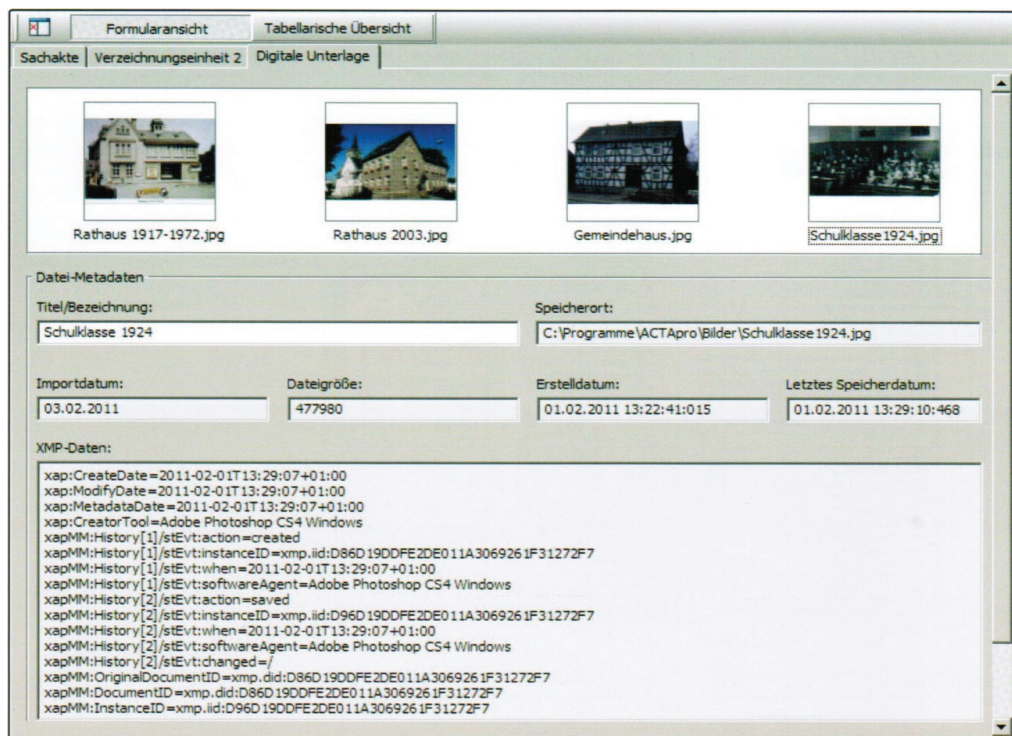 Formularansicht
Tabellarische Übersicht
Sachakte
Verzeichnungseinheit 2
Digitale Unterlage
Rathaus 1917-1972.jpg
Rathaus 2003.jpg
Gemeindehaus.jpg
Schulklasse1924.jpg
Datei-Metadaten
Titel/Bezeichnung:
Speicherort:
Schulklasse 1924
C:\Programme\ACTApro\Bilder\Schulklasse1924.jpg
Importdatum:
Dateigröße:
Erstelldatum:
Letztes Speicherdatum:
03.02.2011
477980
01.02.2011 13:22:41:015
01.02.2011 13:29:10:468
XMP-Daten:
xap:CreateDate=2011-02-01T13:29:07+01:00
xap:ModifyDate=2011-02-01T13:29:07+01:00
xap:MetadataDate=2011-02-01T13:29:07+01:00
xap:CreatorTool=Adobe Photoshop CS4 Windows
xapMM:History[1]/stEvt:action=created
xapMM:History[1]/stEvt:instanceID=xmp.iid:D86D19DDFE2DE011A3069261F31272F7
xapMM:History[1]/stEvt:when=2011-02-01T13:29:07+01:00
xapMM:History[1]/stEvt:softwareAgent=Adobe Photoshop CS4 Windows
xapMM:History[2]/stEvt:action=saved
xapMM:History[2]/stEvt:instanceID=xmp.iid:D96D19DDFE2DE011A3069261F31272F7
xapMM:History[2]/stEvt:when=2011-02-01T13:29:07+01:00
xapMM:History[2]/stEvt:softwareAgent=Adobe Photoshop CS4 Windows
xapMM:History[2]/stEvt:changed=/
xapMM:OriginalDocumentID=xmp.did:D86D19DDFE2DE011A3069261F31272F7
xapMM:DocumentID=xmp.did:D86D19DDFE2DE011A3069261F31272F7
xapMM:InstanceID=xmp.iid:D96D19DDFE2DE011A3069261F31272F7